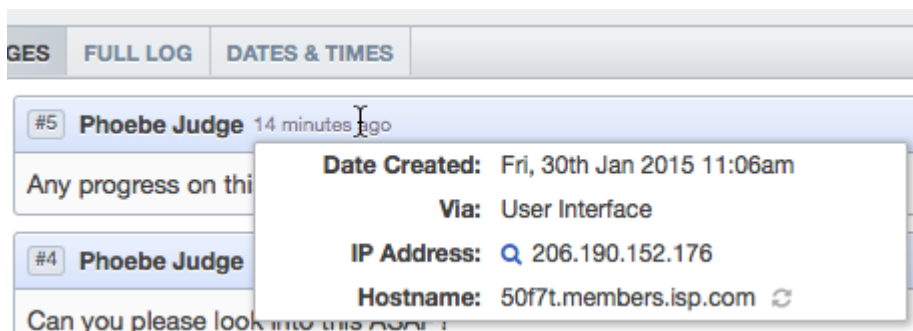 GES FULL LOG DATES & TIMES
#5 Phoebe Judge 14 minutes ago
Any progress on thi
Date Created: Fri, 30th Jan 2015 11:06am
Via: User Interface
IP Address: 206.190.152.176
Hostname: 50f7t.members.isp.com
#4 Phoebe Judge
Can you please look into this ASAP?